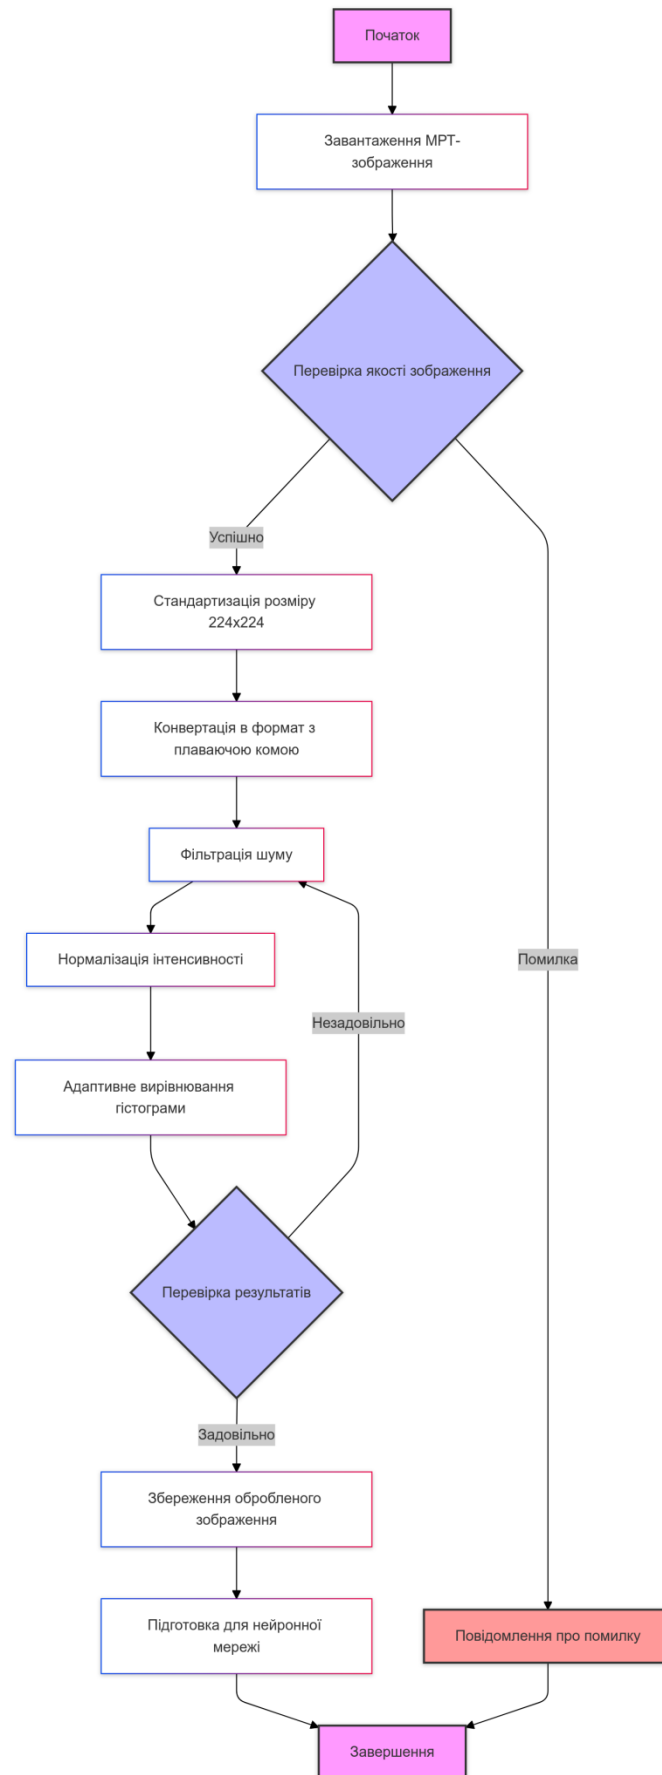 Початок
Завантаження МРТ-
зображення
Перевірка якості зображення
Успішно
Стандартизація розміру
224x224
Конвертація в формат з
плаваючою комою
Фільтрація шуму
Нормалізація інтенсивності
Помилка
Незадовільно
Адаптивне вирівнювання
гістограми
Перевірка результатів
Задовільно
Збереження обробленого
зображення
Підготовка для нейронної
мережі
Повідомлення про помилку
Завершення